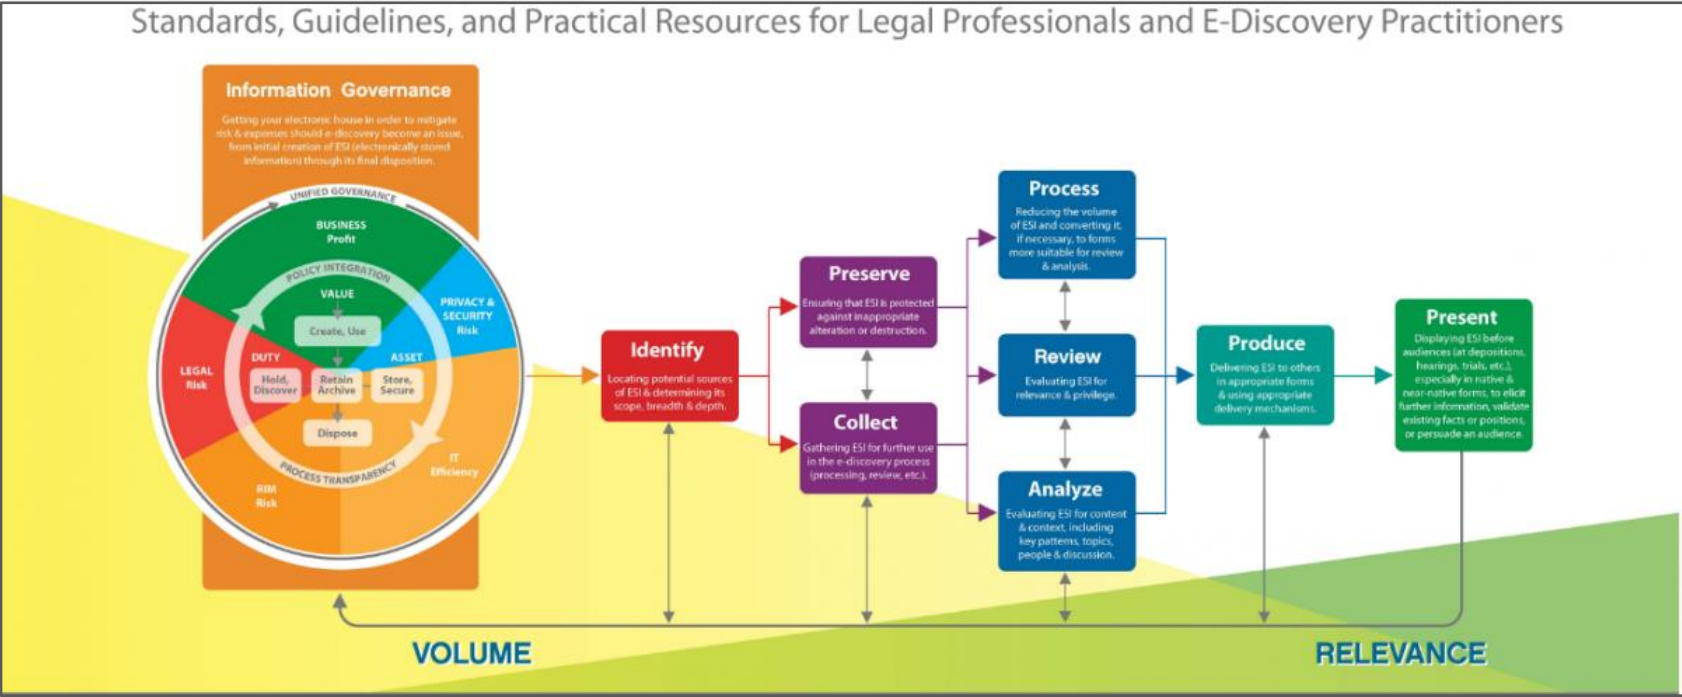 Standards, Guidelines, and Practical Resources for Legal Professionals and E-Discovery Practitioners
Information Governance
Getting your electronic house in order to mitigate
risk & expenses should e-discovery become an issue,
from initial creation of ESI (electronically stored
information) through its final disposition.
UNIFIED GOVERNANCE
BUSINESS
Profit
POLICY INTEGRATION
VALUE
Create, Use
PRIVACY &
SECURITY
Risk
DUTY
ASSET
LEGAL
Risk
Hold,
Discover
Retain
Archive
Store,
Secure
Dispose
PROCESS TRANSPARENCY
IT
Efficiency
RIM
Risk
Identify
Locating potential sources
of ESI & determining its
scope, breadth & depth.
Preserve
Ensuring that ESI is protected
against inappropriate
alteration or destruction.
Collect
Gathering ESI for further use
in the e-discovery process
(processing, review, etc.).
Process
Reducing the volume
of ESI and converting it,
if necessary, to forms
more suitable for review
& analysis.
Review
Evaluating ESI for
relevance & privilege.
Analyze
Evaluating ESI for content
& context, including
key patterns, topics,
people & discussion.
Produce
Delivering ESI to others
in appropriate forms
& using appropriate
delivery mechanisms.
Present
Displaying ESI before
audiences (at depositions,
hearings, trials, etc.),
especially in native &
near-native forms, to elicit
further information, validate
existing facts or positions,
or persuade an audience.
VOLUME
RELEVANCE